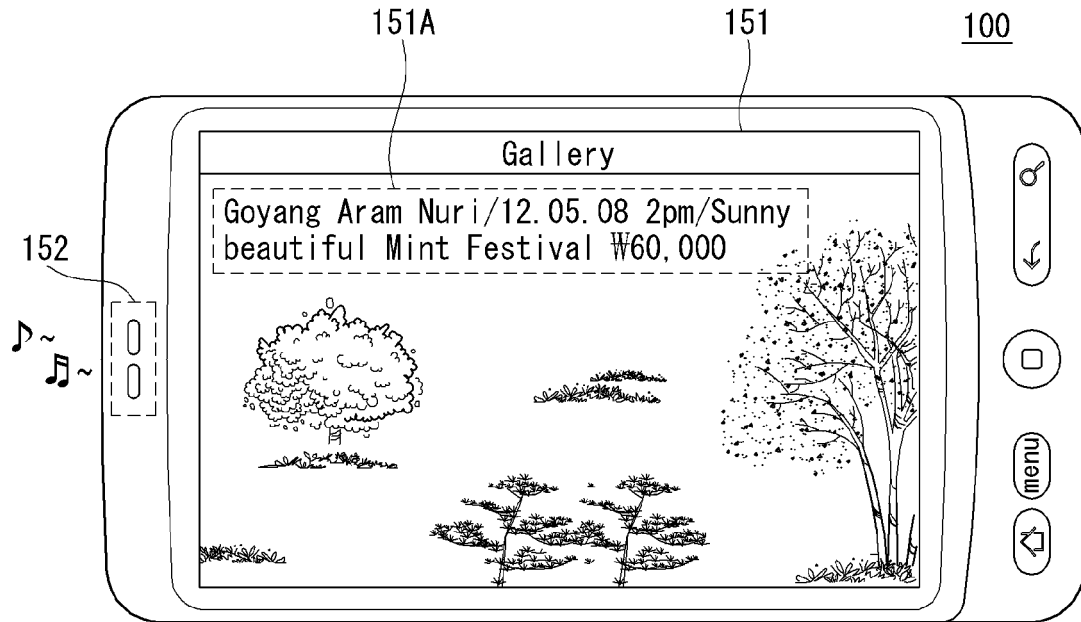 151A
151
100
Gallery
Goyang Aram Nuri/12.05.08 2pm/Sunny
beautiful Mint Festival ₩60,000
152
menu